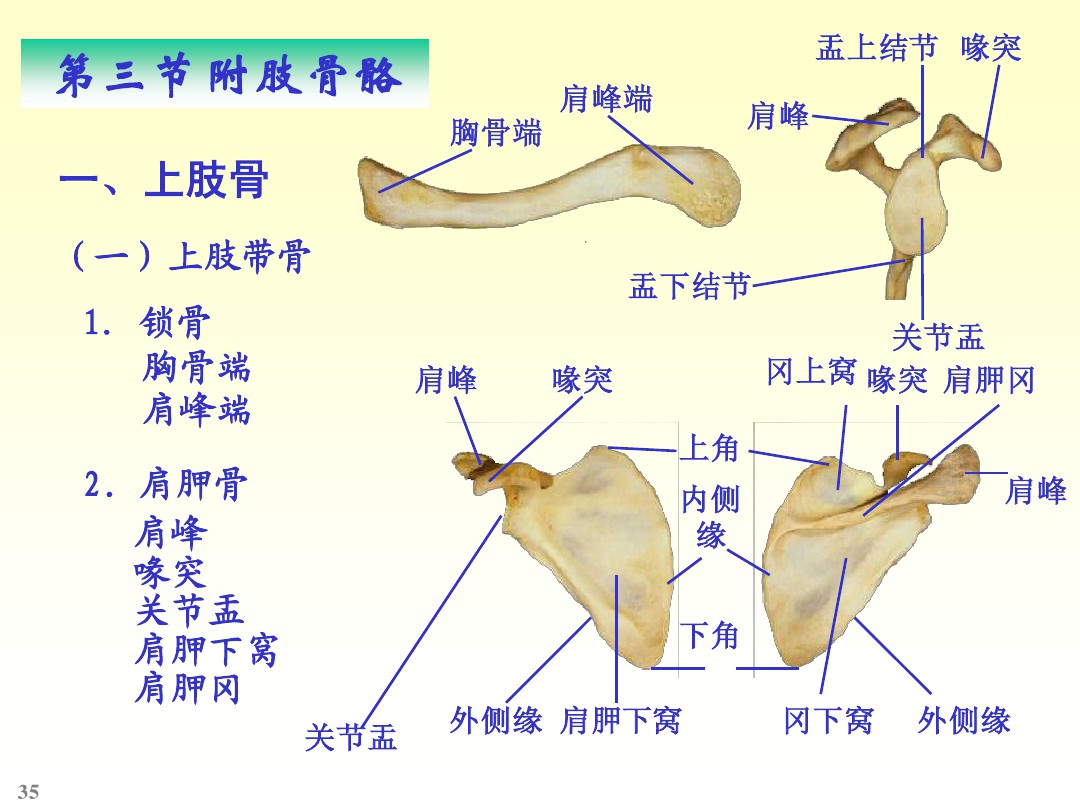 第三节 附肢骨骼
一、上肢骨
（一）上肢带骨
1. 锁骨
胸骨端
肩峰端
2. 肩胛骨
肩峰
喙突
关节盂
肩胛下窝
肩胛冈
胸骨端
肩峰端
盂上结节
喙突
肩峰
盂下结节
关节盂
肩峰
喙突
冈上窝
喙突
肩胛冈
上角
肩峰
内侧
缘
下角
关节盂
外侧缘
肩胛下窝
冈下窝
外侧缘
35